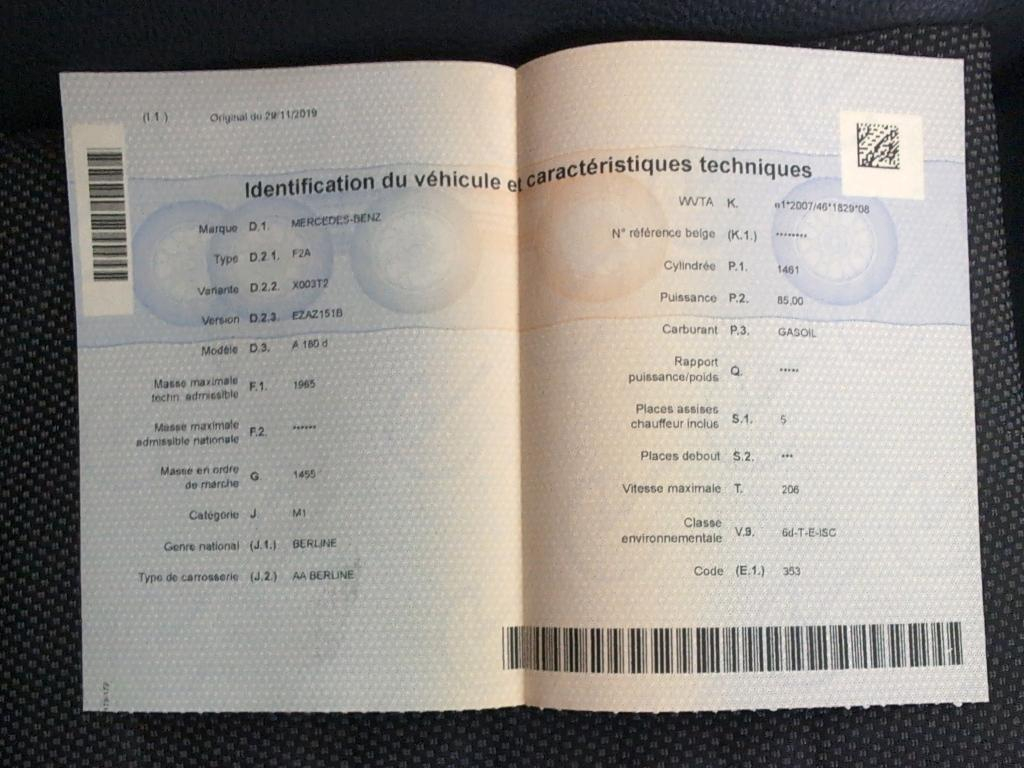 (I.1.) Original du 29/11/2019
Identification du véhicule et caractéristiques techniques
Marque D.1. MERCEDES-BENZ
Type D.2.1. F2A
Variante D.2.2. X003T2
Version D.2.3. EZAZ151B
Modèle D.3. A 180 d
Masse maximale
techn. admissible F.1. 1965
Masse maximale
admissible nationale F.2. ******
Masse en ordre
de marche G. 1455
Catégorie J. M1
Genre national (J.1.) BERLINE
Type de carrosserie (J.2.) AA BERLINE
WVTA K. e1*2007/46*1829*08
N° référence belge (K.1.) ********
Cylindrée P.1. 1461
Puissance P.2. 85,00
Carburant P.3. GASOIL
Rapport
puissance/poids Q. *****
Places assises
chauffeur inclus S.1. 5
Places debout S.2. ***
Vitesse maximale T. 206
Classe
environnementale V.9. 6d-T-E-ISC
Code (E.1.) 353